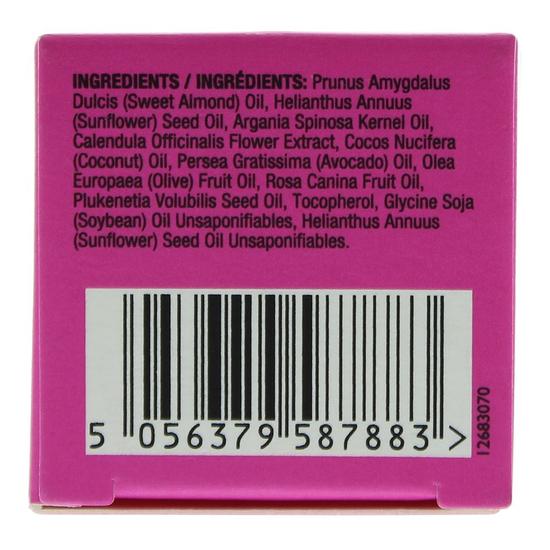 INGREDIENTS / INGRÉDIENTS: Prunus Amygdalus
Dulcis (Sweet Almond) Oil, Helianthus Annuus
(Sunflower) Seed Oil, Argania Spinosa Kernel Oil,
Calendula Officinalis Flower Extract, Cocos Nucifera
(Coconut) Oil, Persea Gratissima (Avocado) Oil, Olea
Europaea (Olive) Fruit Oil, Rosa Canina Fruit Oil,
Plukenetia Volubilis Seed Oil, Tocopherol, Glycine Soja
(Soybean) Oil Unsaponifiables, Helianthus Annuus
(Sunflower) Seed Oil Unsaponifiables.
5 056379 587883 >
12683070